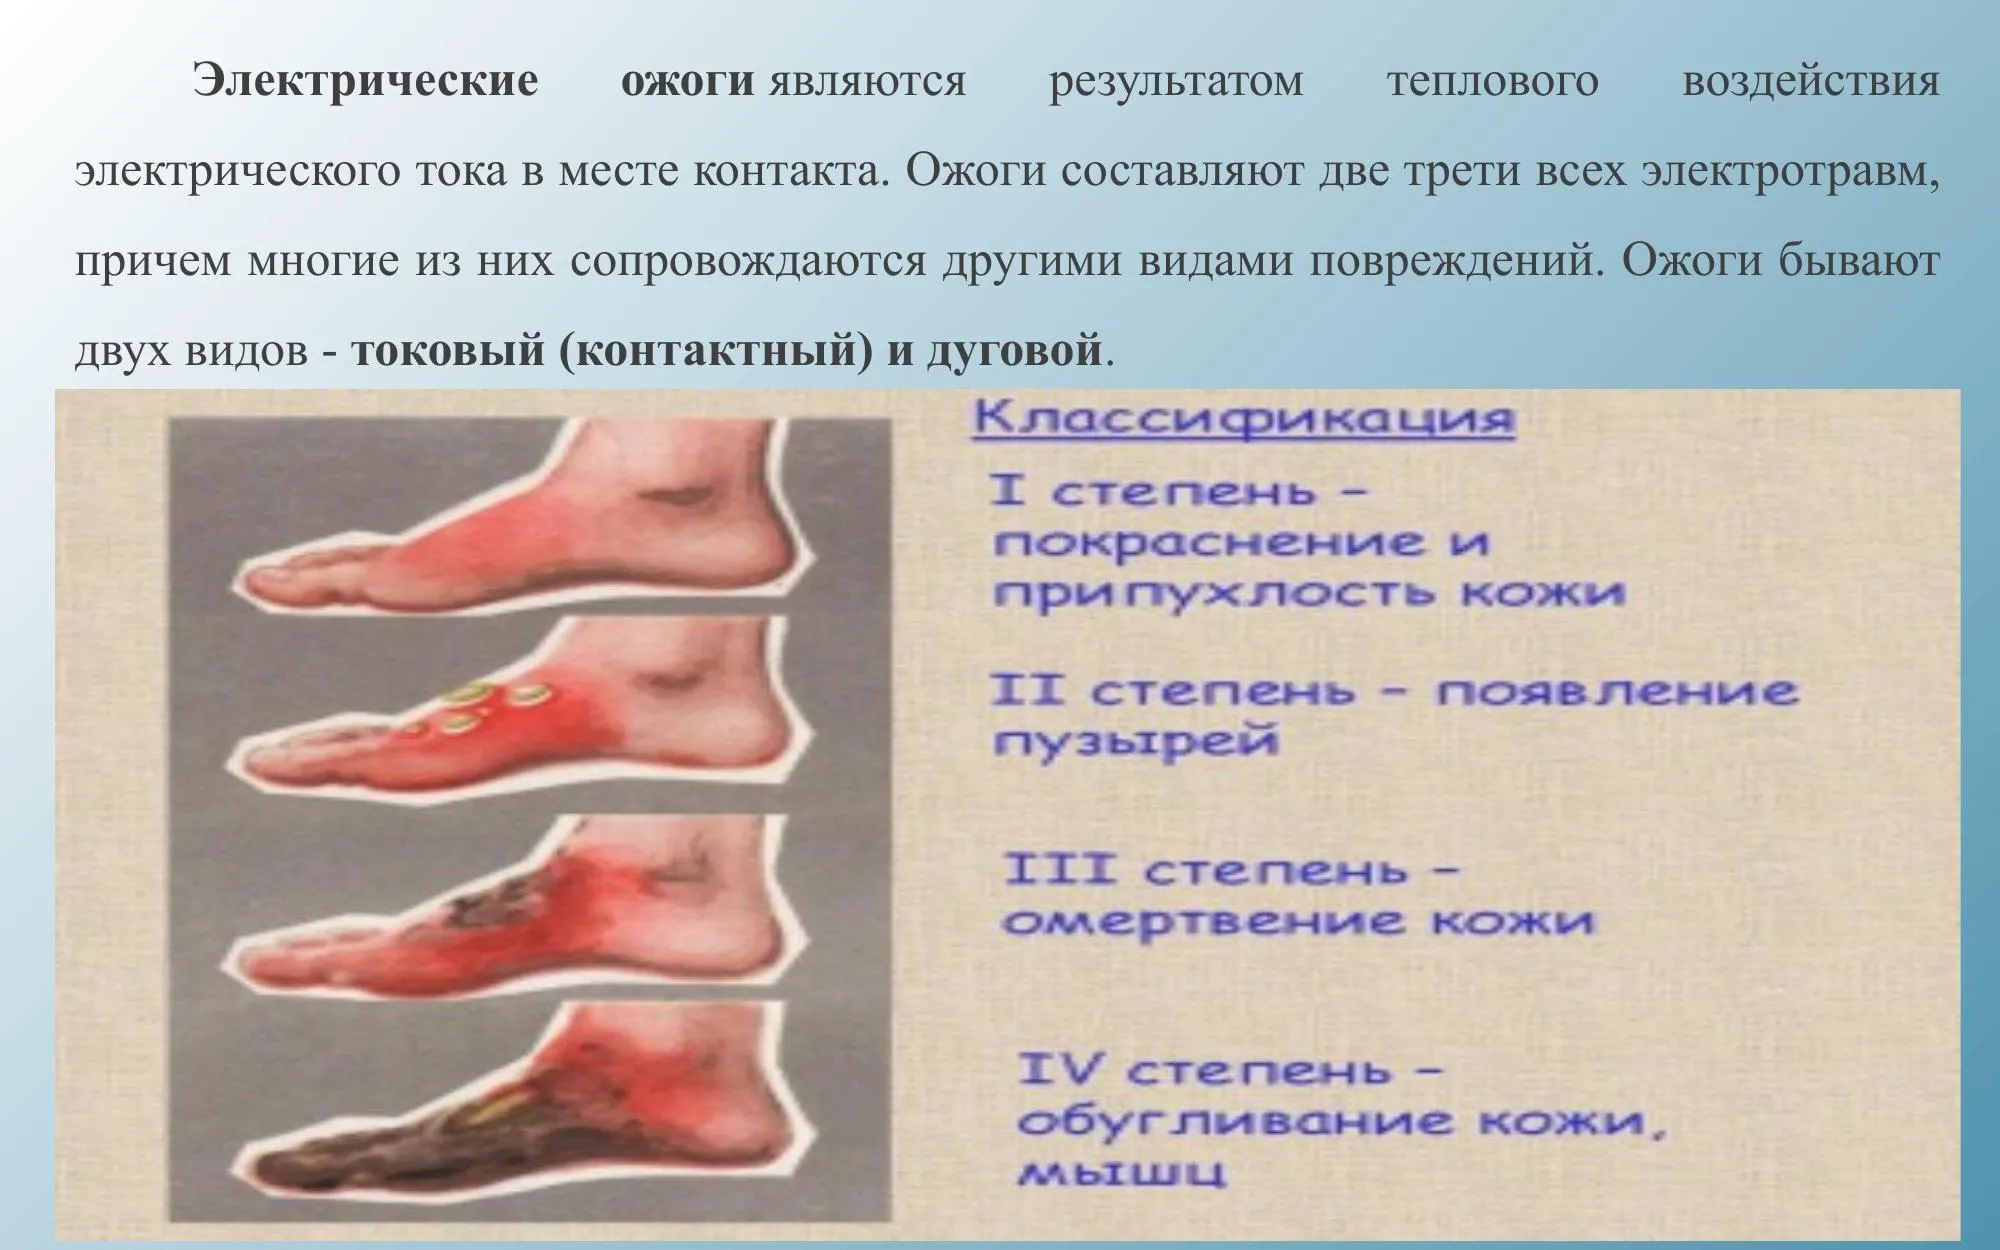 Электрические ожоги являются результатом теплового воздействия
электрического тока в месте контакта. Ожоги составляют две трети всех электротравм,
причем многие из них сопровождаются другими видами повреждений. Ожоги бывают
двух видов - токовый (контактный) и дуговой.
Классификация
I степень –
покраснение и
припухлость кожи
II степень – появление
пузырей
III степень –
омертвение кожи
IV степень –
обугливание кожи,
мышц